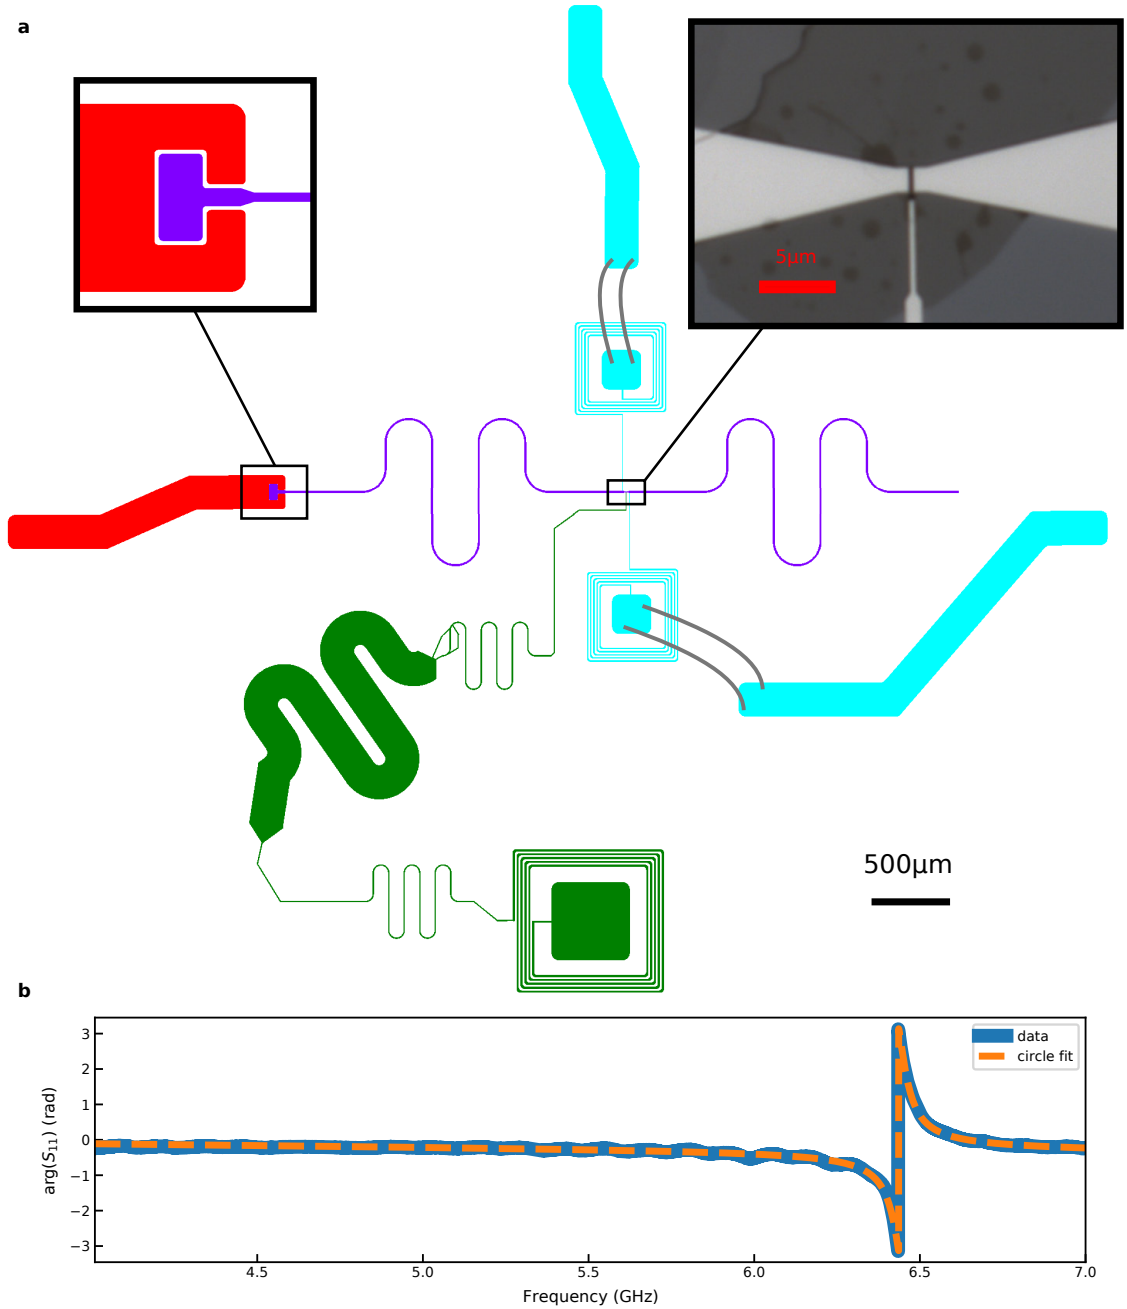 a
5μm
500μm
b
3
2
1
0
−1
−2
−3
arg(S₁₁) (rad)
data
circle fit
4.5 5.0 5.5 6.0 6.5 7.0
Frequency (GHz)